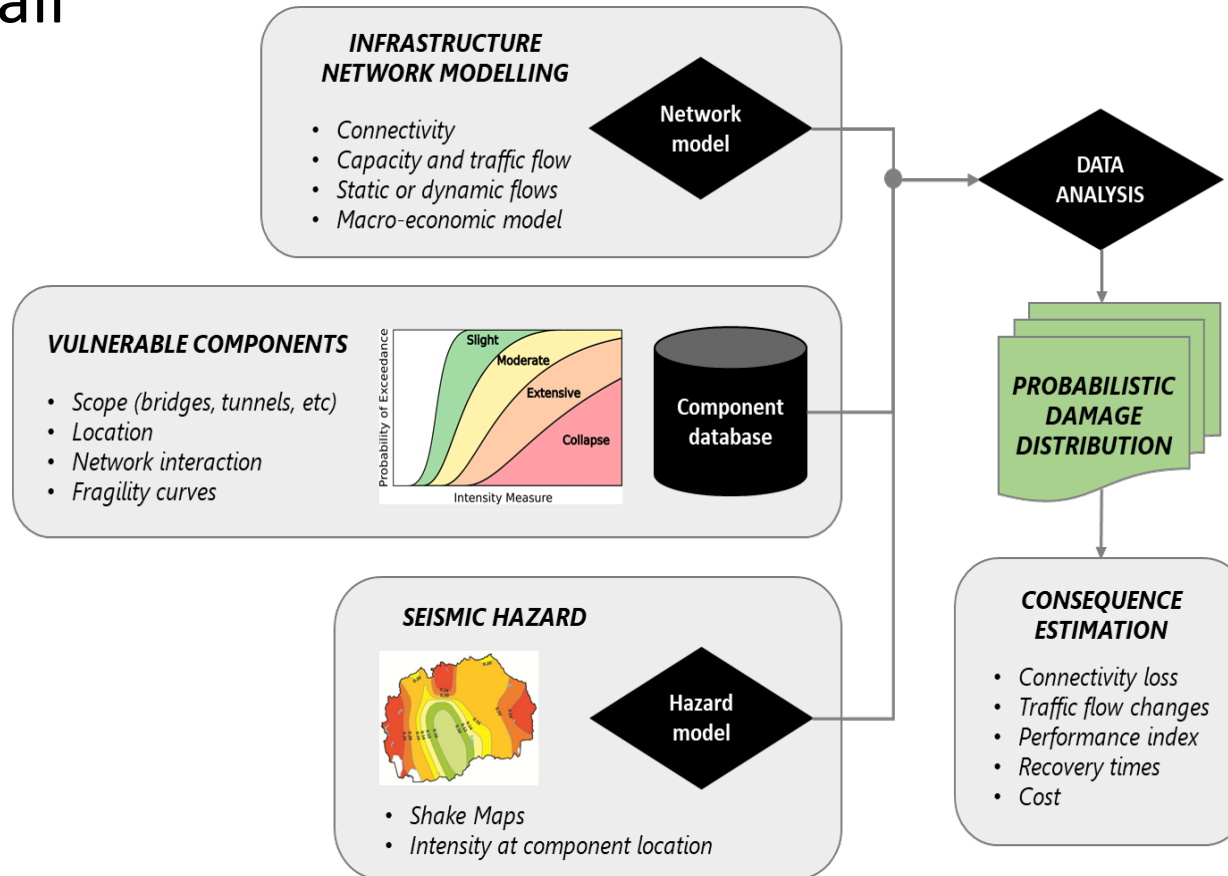 all
INFRASTRUCTURE
NETWORK MODELLING
• Connectivity
• Capacity and traffic flow
• Static or dynamic flows
• Macro-economic model
Network
model
DATA
ANALYSIS
VULNERABLE COMPONENTS
• Scope (bridges, tunnels, etc)
• Location
• Network interaction
• Fragility curves
Probability of Exceedance
Slight
Moderate
Extensive
Collapse
Intensity Measure
Component
database
PROBABILISTIC
DAMAGE
DISTRIBUTION
SEISMIC HAZARD
Hazard
model
• Shake Maps
• Intensity at component location
CONSEQUENCE
ESTIMATION
• Connectivity loss
• Traffic flow changes
• Performance index
• Recovery times
• Cost